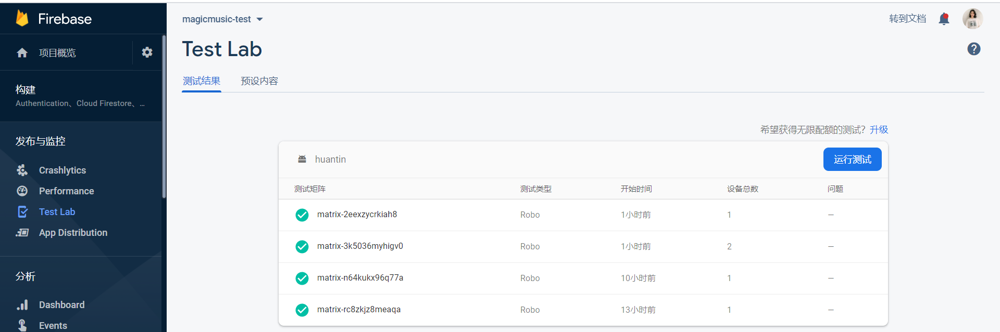 Firebase
项目概览
构建
Authentication、Cloud Firestore、...
发布与监控
Crashlytics
Performance
Test Lab
App Distribution
分析
Dashboard
Events
magicmusic-test
转到文档
Test Lab
测试结果 预设内容
希望获得无限配额的测试？升级
huantin 运行测试
测试矩阵 测试类型 开始时间 设备总数 问题
matrix-2eexzycrkiah8 Robo 1小时前 1 —
matrix-3k5036myhigv0 Robo 1小时前 2 —
matrix-n64kukx96q77a Robo 10小时前 1 —
matrix-rc8zkjz8meaqa Robo 13小时前 1 —